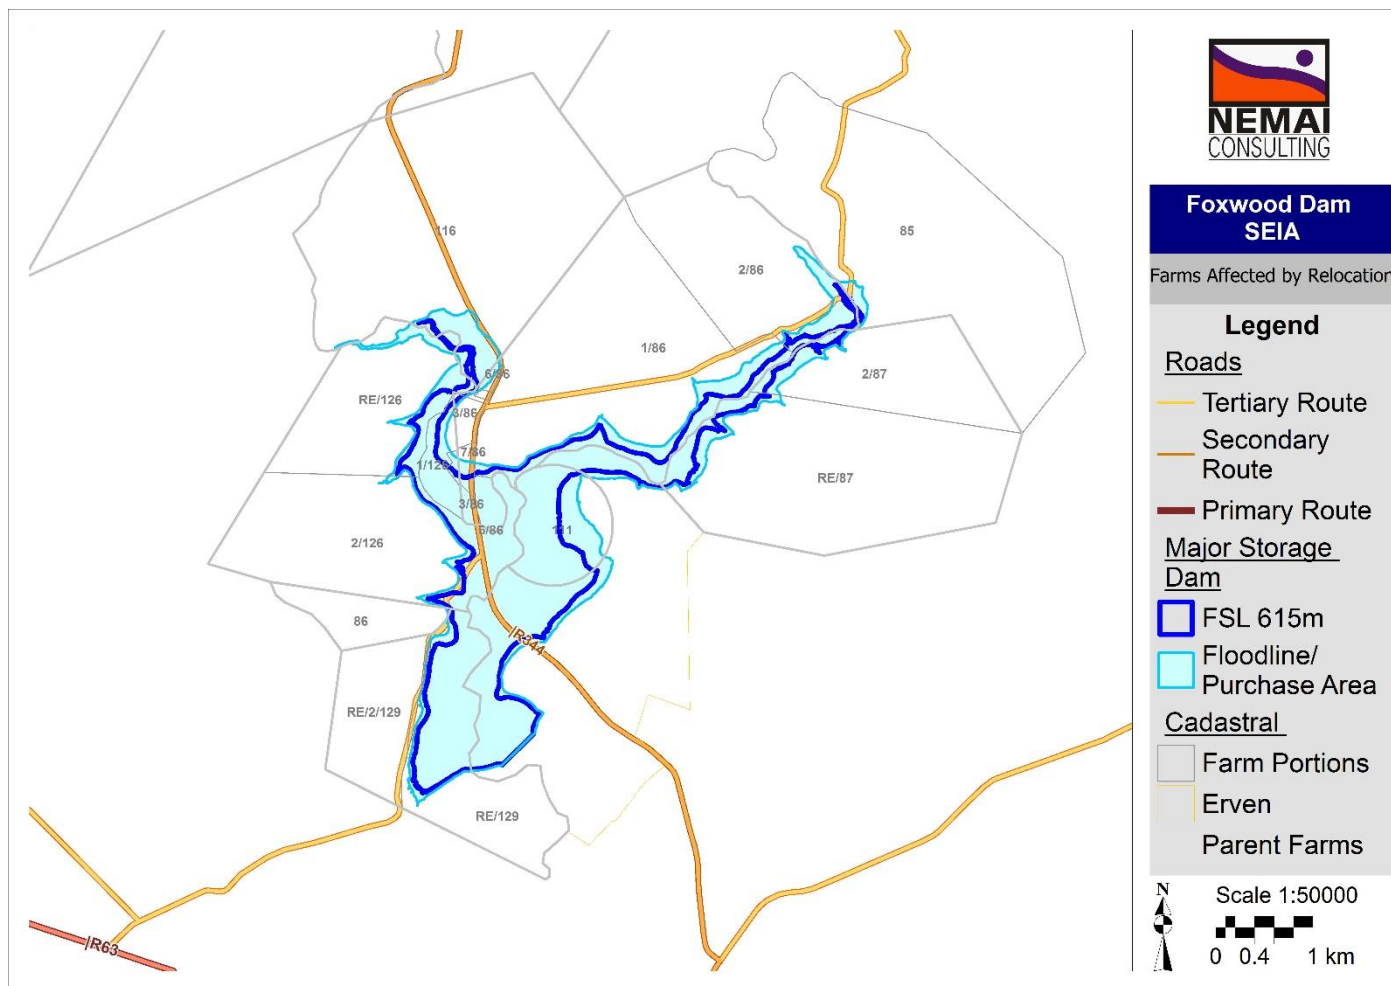 116
85
2/86
1/86
6/86
2/87
RE/126
3/86
7/86
1/126
RE/87
3/86
6/86
111
2/126
86
|R344
RE/2/129
RE/129
|R63
NEMAI
CONSULTING
Foxwood Dam
SEIA
Farms Affected by Relocation
Legend
Roads
Tertiary Route
Secondary
Route
Primary Route
Major Storage
Dam
FSL 615m
Floodline/
Purchase Area
Cadastral
Farm Portions
Erven
Parent Farms
N
Scale 1:50000
0 0.4 1 km